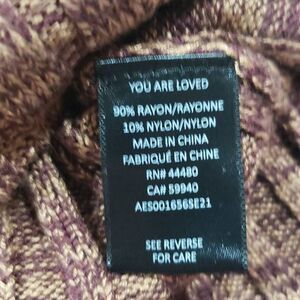 YOU ARE LOVED
90% RAYON/RAYONNE
10% NYLON/NYLON
MADE IN CHINA
FABRIQUÉ EN CHINE
RN# 44480
CA# 59940
AES001656SE21
SEE REVERSE
FOR CARE